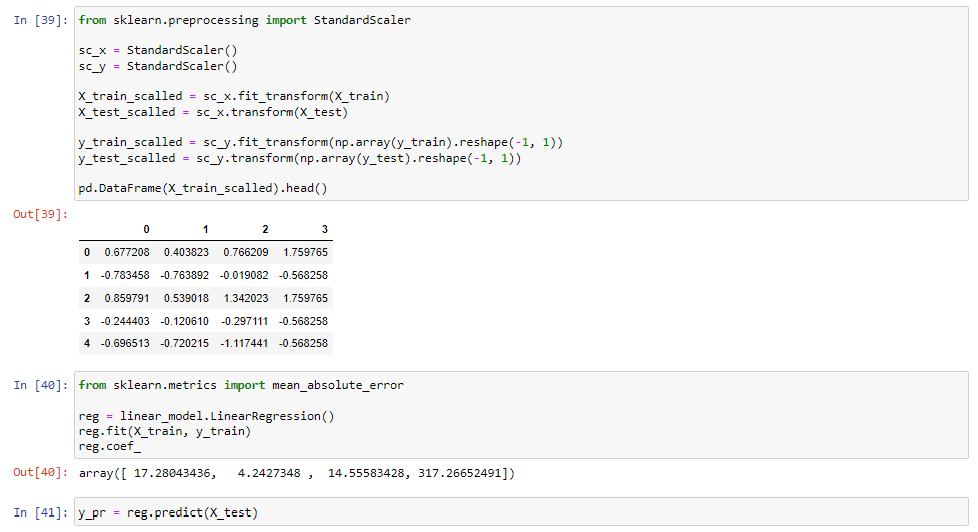 In [39]: from sklearn.preprocessing import StandardScaler
sc_x = StandardScaler()
sc_y = StandardScaler()
X_train_scalled = sc_x.fit_transform(X_train)
X_test_scalled = sc_x.transform(X_test)
y_train_scalled = sc_y.fit_transform(np.array(y_train).reshape(-1, 1))
y_test_scalled = sc_y.transform(np.array(y_test).reshape(-1, 1))
pd.DataFrame(X_train_scalled).head()
Out[39]:
0 1 2 3
0 0.677208 0.403823 0.766209 1.759765
1 -0.783458 -0.763892 -0.019082 -0.568258
2 0.859791 0.539018 1.342023 1.759765
3 -0.244403 -0.120610 -0.297111 -0.568258
4 -0.696513 -0.720215 -1.117441 -0.568258
In [40]: from sklearn.metrics import mean_absolute_error
reg = linear_model.LinearRegression()
reg.fit(X_train, y_train)
reg.coef_
Out[40]: array([ 17.28043436,   4.2427348 ,  14.55583428, 317.26652491])
In [41]: y_pr = reg.predict(X_test)